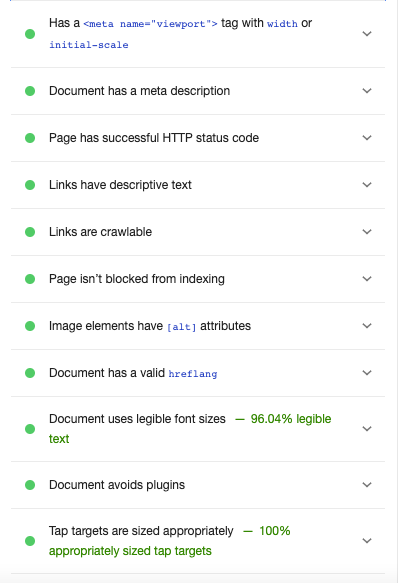 Has a <meta name="viewport"> tag with width or
initial-scale
Document has a meta description
Page has successful HTTP status code
Links have descriptive text
Links are crawlable
Page isn't blocked from indexing
Image elements have [alt] attributes
Document has a valid hreflang
Document uses legible font sizes — 96.04% legible
text
Document avoids plugins
Tap targets are sized appropriately — 100%
appropriately sized tap targets